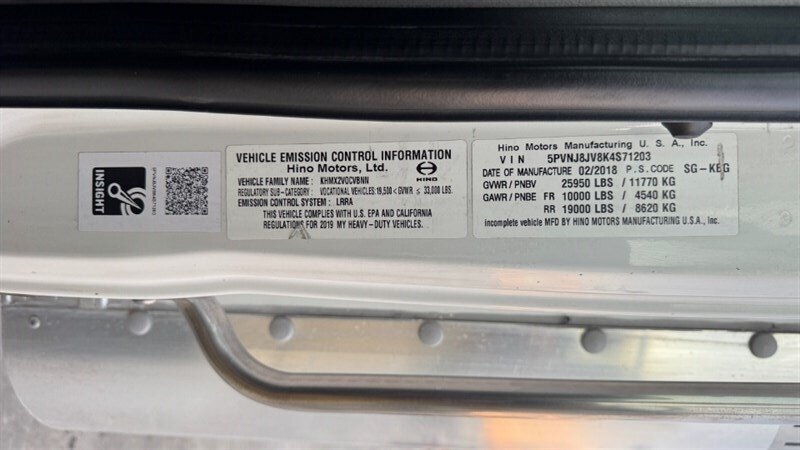 INSIGHT
VEHICLE EMISSION CONTROL INFORMATION
Hino Motors, Ltd.
HINO
VEHICLE FAMILY NAME : KHMX2VOCVBNN
REGULATORY SUB-CATEGORY: VOCATIONAL VEHICLES: 19,500 < GVWR ≤ 33,000 LBS.
EMISSION CONTROL SYSTEM : LRRA
THIS VEHICLE COMPLIES WITH U.S. EPA AND CALIFORNIA
REGULATIONS FOR 2019 MY HEAVY-DUTY VEHICLES.
Hino Motors Manufacturing U. S. A., Inc.
VIN 5PVNJ8JV8K4S71203
DATE OF MANUFACTURE 02/2018 P.S. CODE SG-KEG
GVWR/PNBV 25950 LBS / 11770 KG
GAWR/PNBE FR 10000 LBS / 4540 KG
RR 19000 LBS / 8620 KG
incomplete vehicle MFD BY HINO MOTORS MANUFACTURING U.S.A., INC